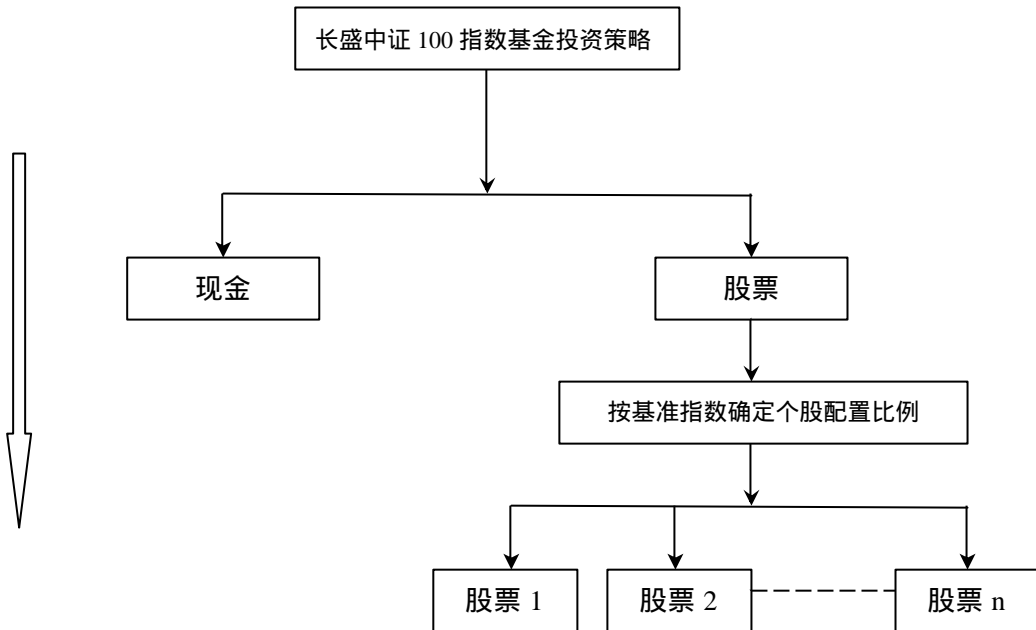 长盛中证 100 指数基金投资策略
现金
股票
按基准指数确定个股配置比例
股票 1
股票 2
股票 n